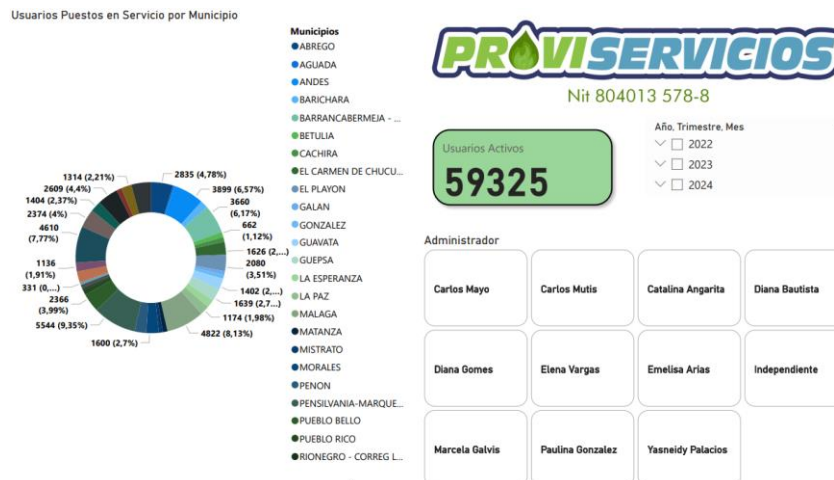 Usuarios Puestos en Servicio por Municipio
1314 (2,21%)
2609 (4,4%)
1404 (2,37%)
2374 (4%)
4610
(7,77%)
1136
(1,91%)
331 (0,...)
2366
(3,99%)
5544 (9,35%)
1600 (2,7%)
2835 (4,78%)
3899 (6,57%)
3660
(6,17%)
662
(1,12%)
1626 (2,...)
2080
(3,51%)
1402 (2,...)
1639 (2,7...)
1174 (1,98%)
4822 (8,13%)
Municipios
ABREGO
AGUADA
ANDES
BARICHARA
BARRANCABERMEJA - ...
BETULIA
CACHIRA
EL CARMEN DE CHUCU...
EL PLAYON
GALAN
GONZALEZ
GUAVATA
GUEPSA
LA ESPERANZA
LA PAZ
MALAGA
MATANZA
MISTRATO
MORALES
PENON
PENSILVANIA-MARQUE...
PUEBLO BELLO
PUEBLO RICO
RIONEGRO - CORREG L...
PROVISERVICIOS
Nit 804013 578-8
Usuarios Activos
59325
Año, Trimestre, Mes
2022
2023
2024
Administrador
Carlos Mayo
Carlos Mutis
Catalina Angarita
Diana Bautista
Diana Gomes
Elena Vargas
Emelisa Arias
Independiente
Marcela Galvis
Paulina Gonzalez
Yasneidy Palacios